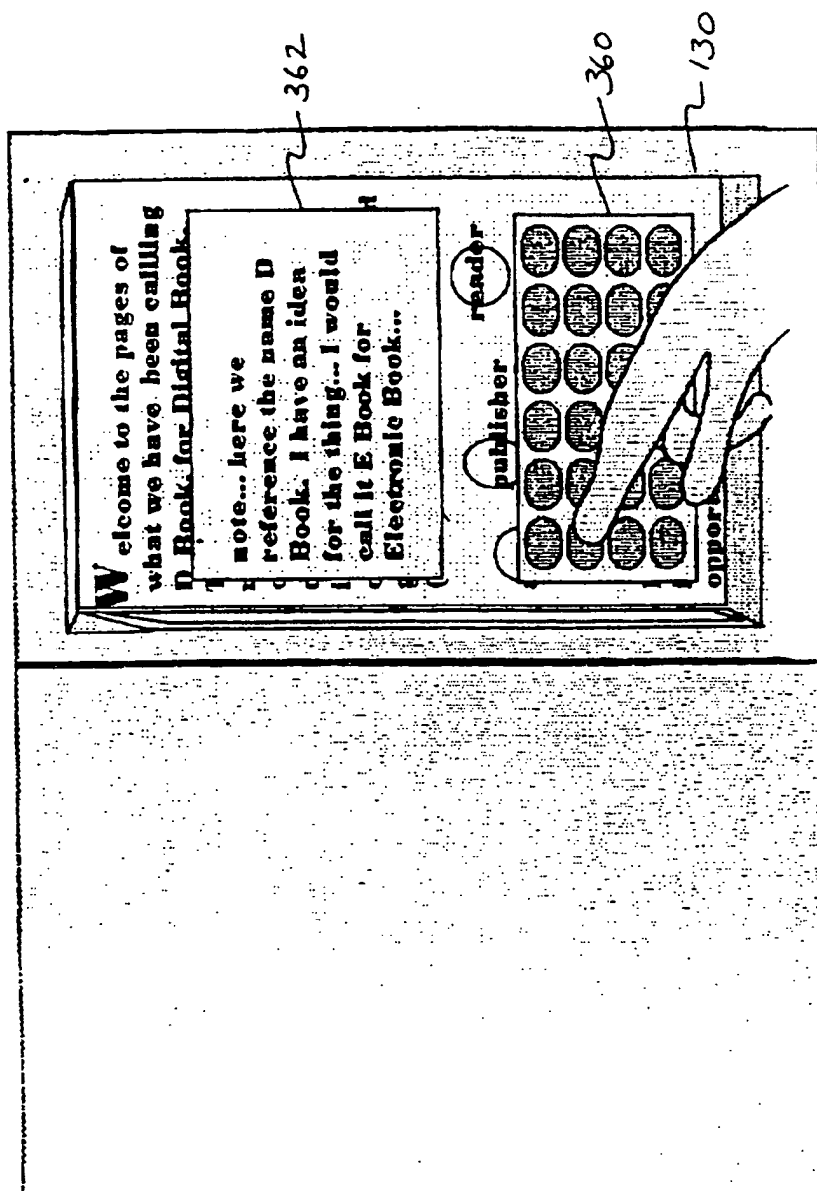 Welcome to the pages of
what we have been callling
D Book, for Digital Book.
note... here we
reference the name D
Book. I have an idea
for the thing... I would
call it E Book for
Electronic Book...
publisher
reader
oppor
362
360
130